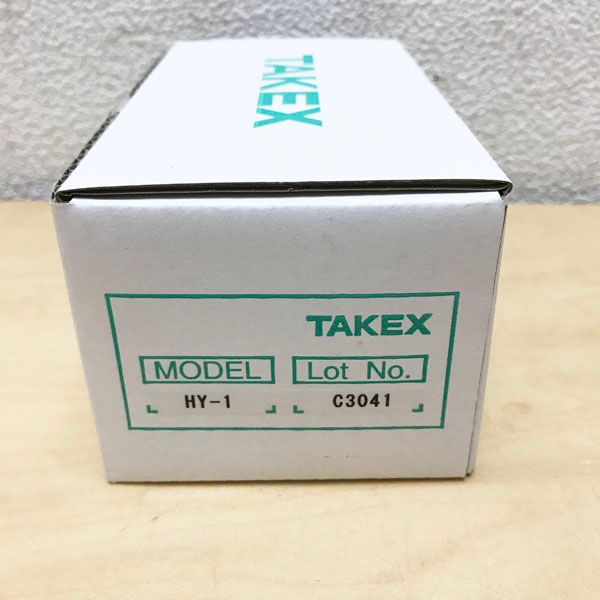 TAKEX
TAKEX
MODEL Lot No.
HY-1 C3041